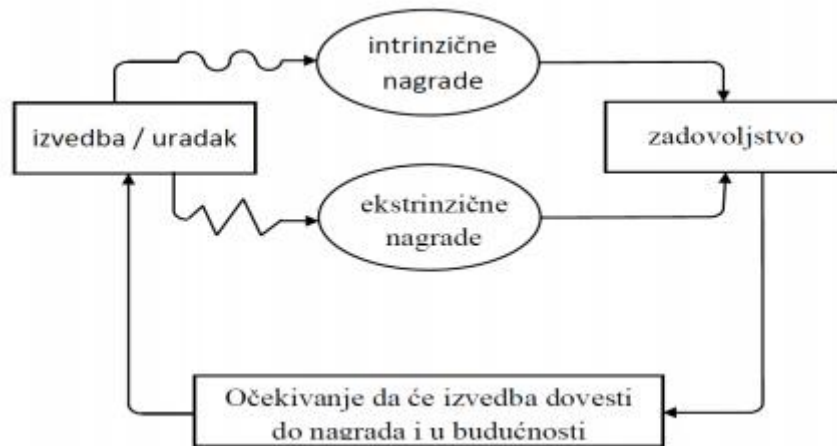 intrinzične
nagrade
izvedba / uradak
zadovoljstvo
ekstrinzične
nagrade
Očekivanje da će izvedba dovesti
do nagrada i u budućnosti